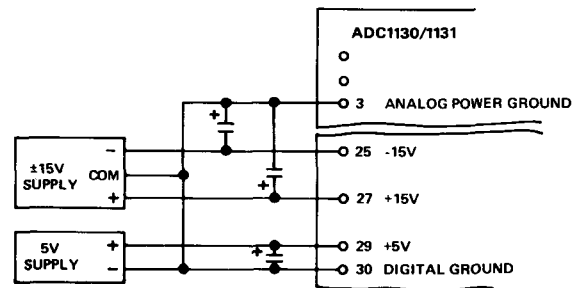 ADC1130/1131
3 ANALOG POWER GROUND
+
±15V
SUPPLY
−
COM
+
25 -15V
+
27 +15V
5V
SUPPLY
+
−
+
29 +5V
30 DIGITAL GROUND